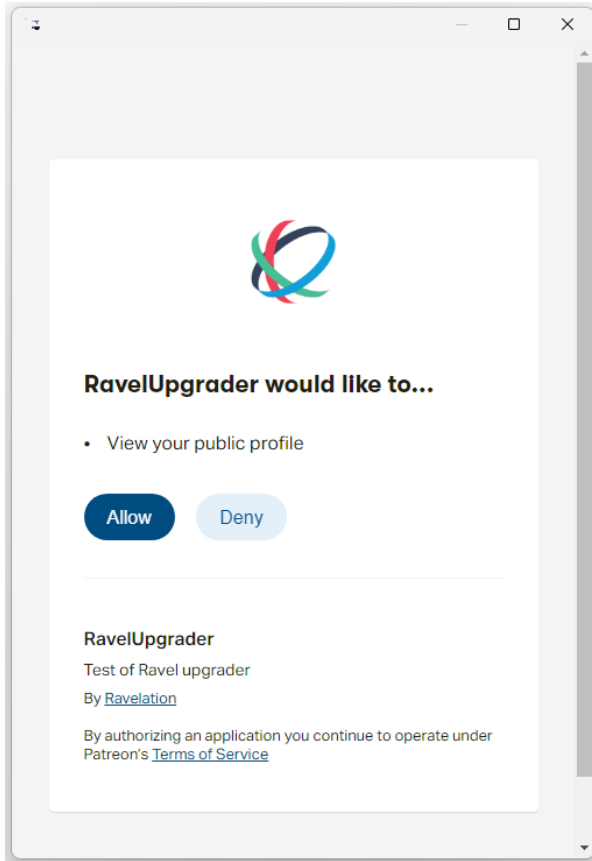 RavelUpgrader would like to...
• View your public profile
Allow Deny
RavelUpgrader
Test of Ravel upgrader
By Ravelation
By authorizing an application you continue to operate under
Patreon's Terms of Service